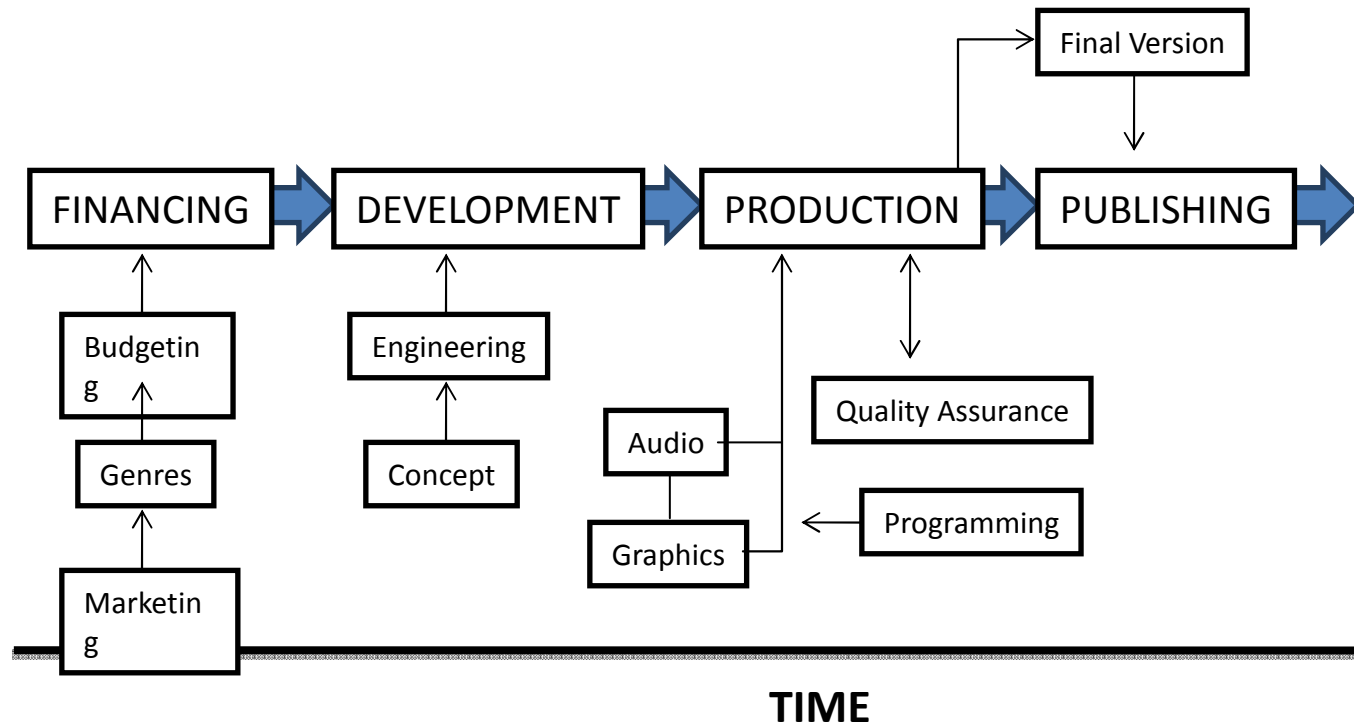 Final Version
FINANCING
DEVELOPMENT
PRODUCTION
PUBLISHING
Budgetin
g
Engineering
Quality Assurance
Audio
Genres
Concept
Programming
Graphics
Marketin
g
TIME